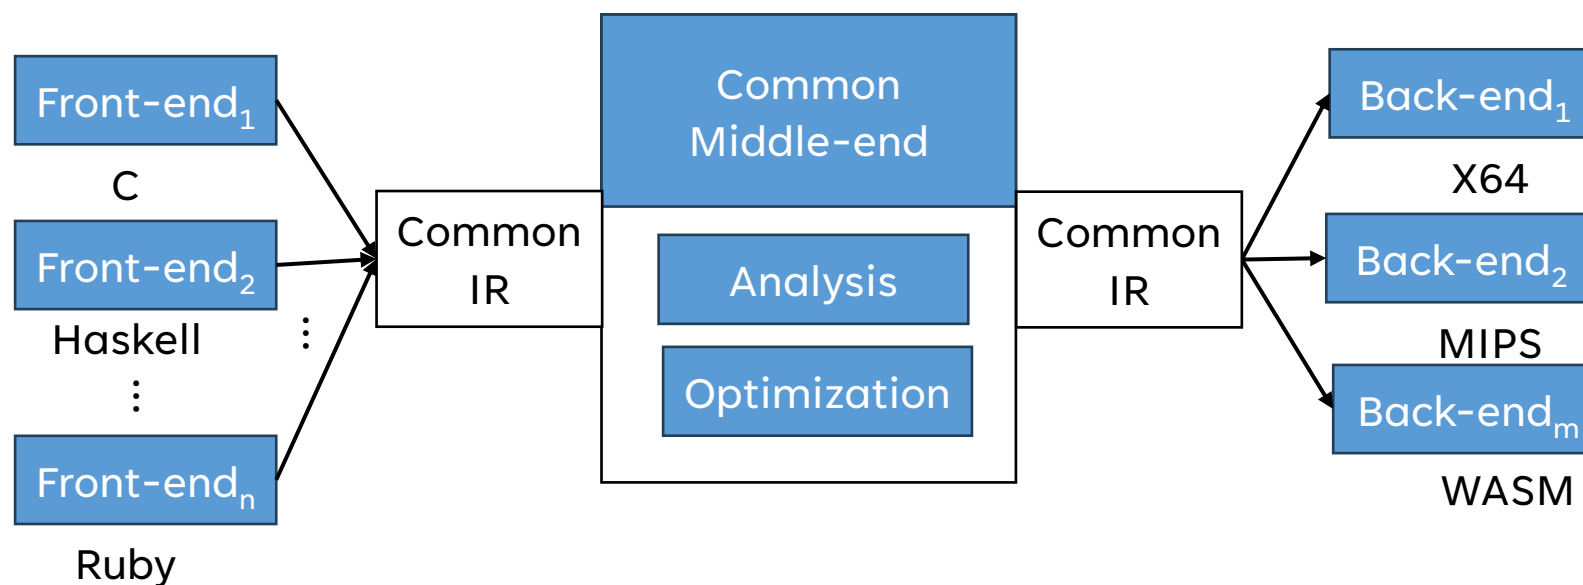 Front-end₁
C
Front-end₂
Haskell
⋮
⋮
Front-endₙ
Ruby
Common
IR
Common
Middle-end
Analysis
Optimization
Common
IR
Back-end₁
X64
Back-end₂
MIPS
Back-endₘ
WASM